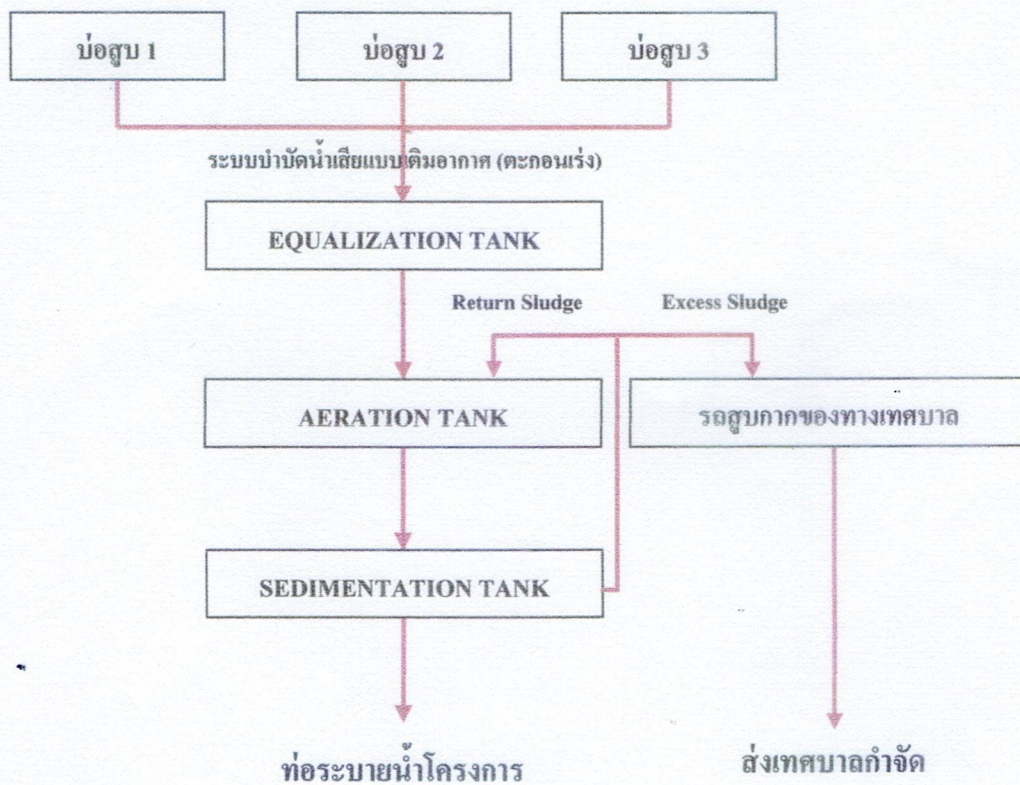 บ่อสูบ 1
บ่อสูบ 2
บ่อสูบ 3
ระบบบำบัดน้ำเสียแบบเติมอากาศ (ตะกอนเร่ง)
EQUALIZATION TANK
Return Sludge
Excess Sludge
AERATION TANK
รถสูบกากของทางเทศบาล
SEDIMENTATION TANK
ท่อระบายน้ำโครงการ
ส่งเทศบาลกำจัด